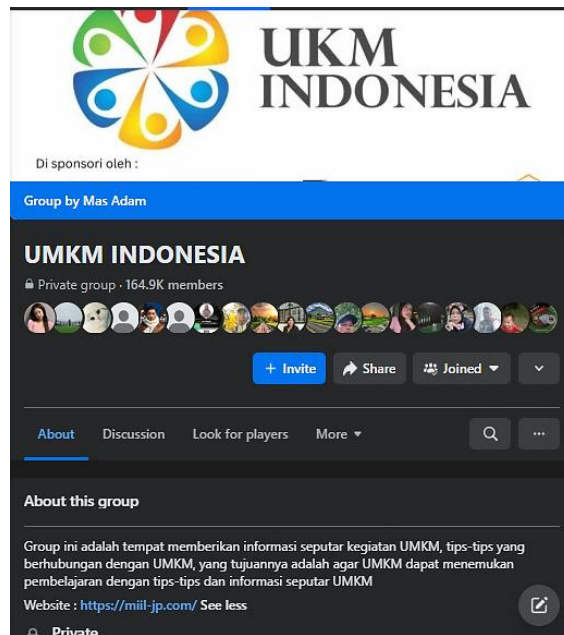 UKM
INDONESIA
Di sponsori oleh :
Group by Mas Adam
UMKM INDONESIA
Private group · 164.9K members
+ Invite
Share
Joined
About
Discussion
Look for players
More
About this group
Group ini adalah tempat memberikan informasi seputar kegiatan UMKM, tips-tips yang
berhubungan dengan UMKM, yang tujuannya adalah agar UMKM dapat menemukan
pembelajaran dengan tips-tips dan informasi seputar UMKM
Website : https://miil-jp.com/ See less
Private